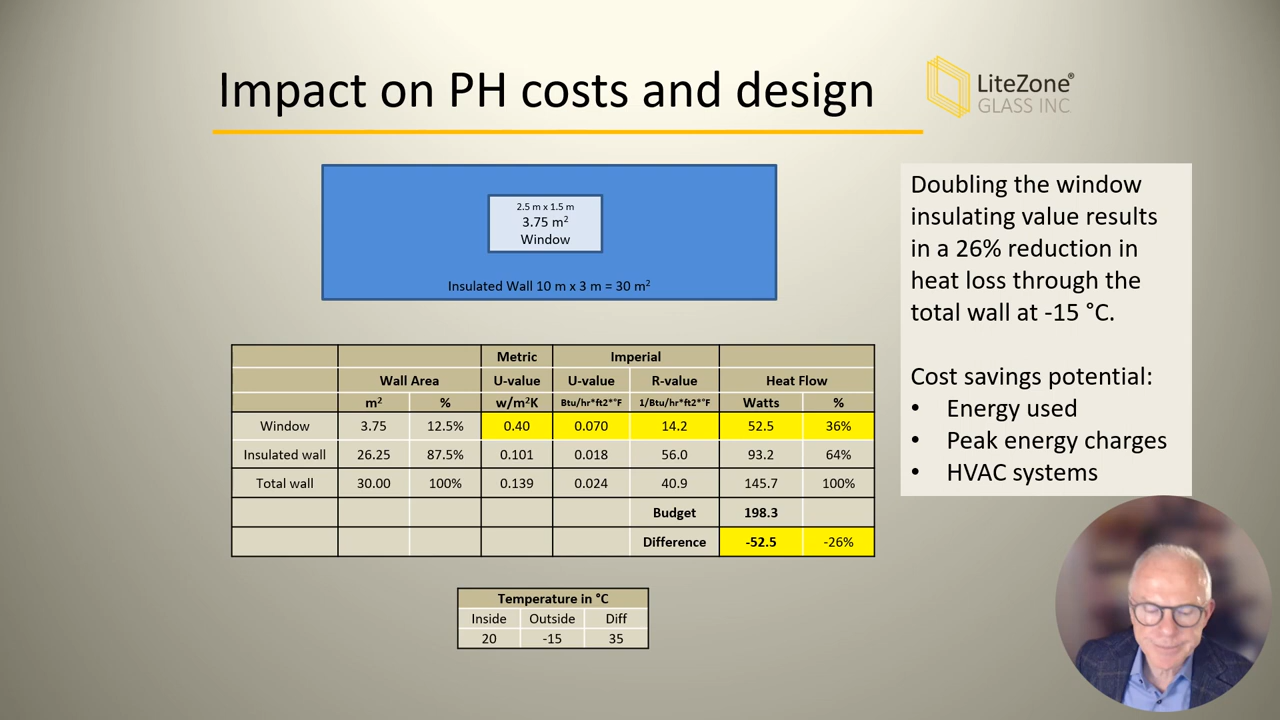 Impact on PH costs and design
LiteZone®
GLASS INC.
2.5 m x 1.5 m
3.75 m²
Window
Insulated Wall 10 m x 3 m = 30 m²
Doubling the window
insulating value results
in a 26% reduction in
heat loss through the
total wall at -15 °C.
Cost savings potential:
• Energy used
• Peak energy charges
• HVAC systems
Metric Imperial
Wall Area U-value U-value R-value Heat Flow
m² % w/m²K Btu/hr*ft2*°F 1/Btu/hr*ft2*°F Watts %
Window 3.75 12.5% 0.40 0.070 14.2 52.5 36%
Insulated wall 26.25 87.5% 0.101 0.018 56.0 93.2 64%
Total wall 30.00 100% 0.139 0.024 40.9 145.7 100%
Budget 198.3
Difference -52.5 -26%
Temperature in °C
Inside Outside Diff
20 -15 35